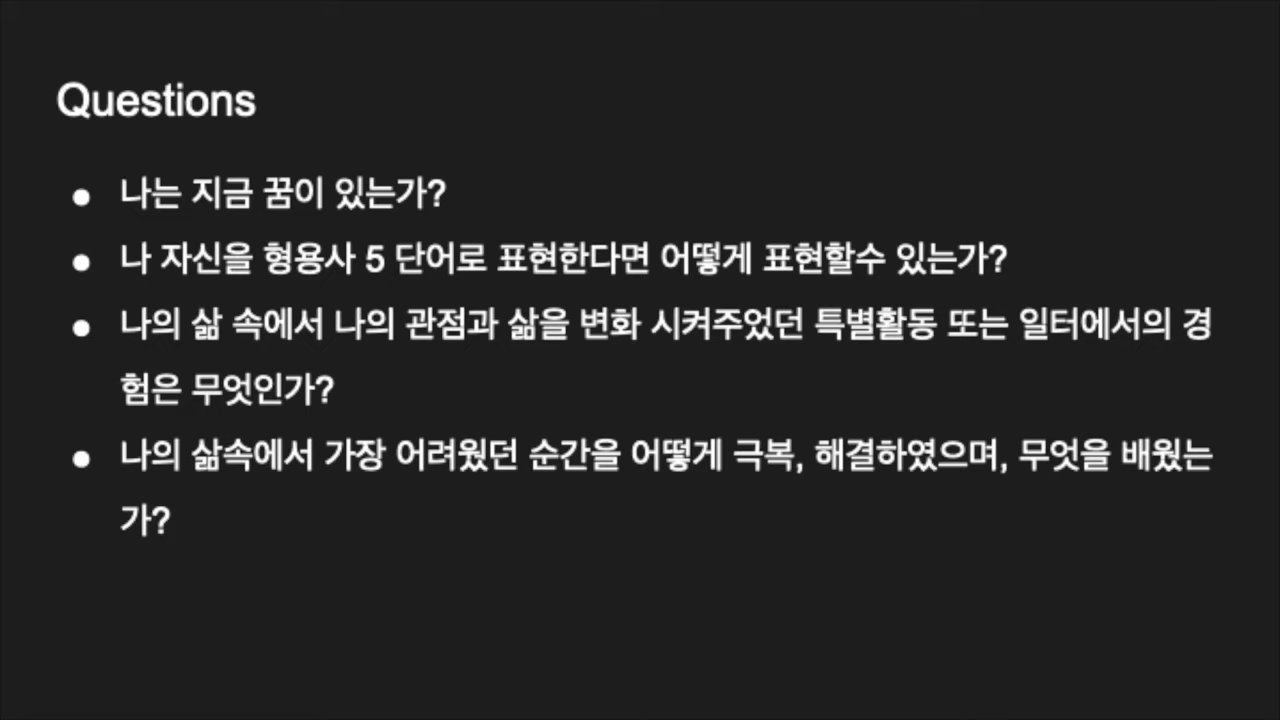 Questions
● 나는 지금 꿈이 있는가?
● 나 자신을 형용사 5 단어로 표현한다면 어떻게 표현할수 있는가?
● 나의 삶 속에서 나의 관점과 삶을 변화 시켜주었던 특별활동 또는 일터에서의 경
험은 무엇인가?
● 나의 삶속에서 가장 어려웠던 순간을 어떻게 극복, 해결하였으며, 무엇을 배웠는
가?